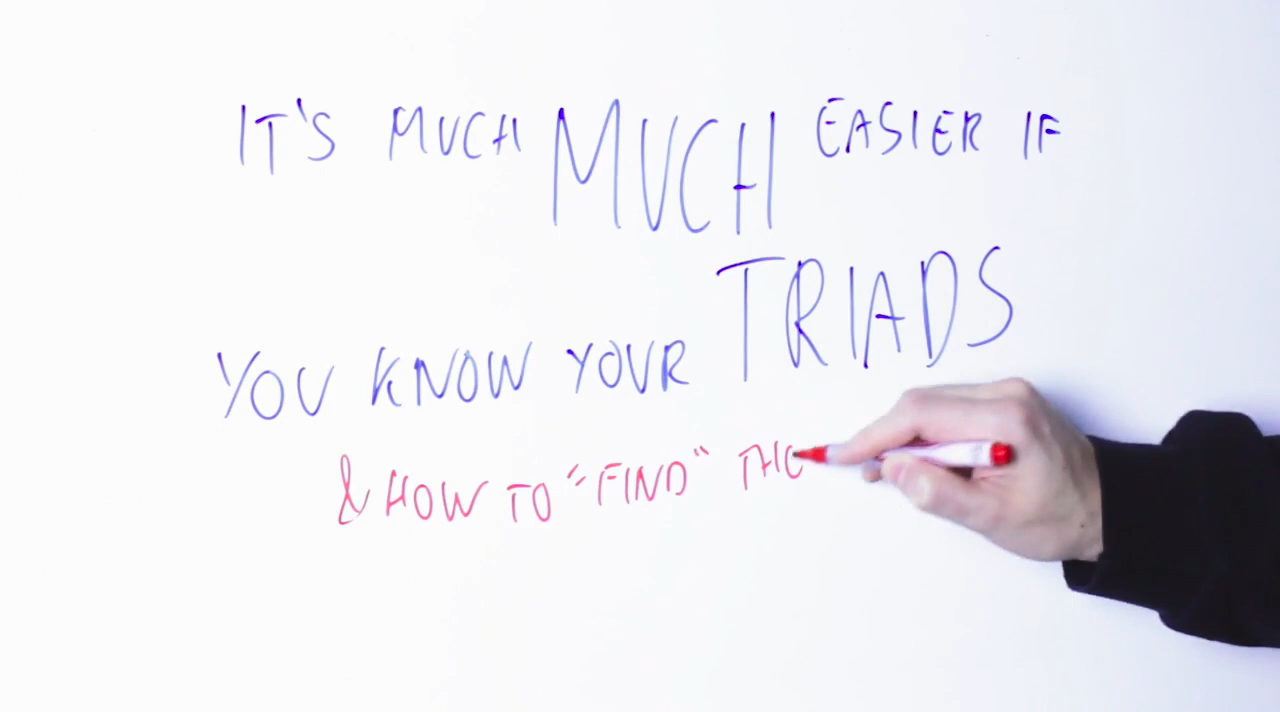 IT'S MUCH MUCH EASIER IF
YOU KNOW YOUR TRIADS
& HOW TO "FIND"